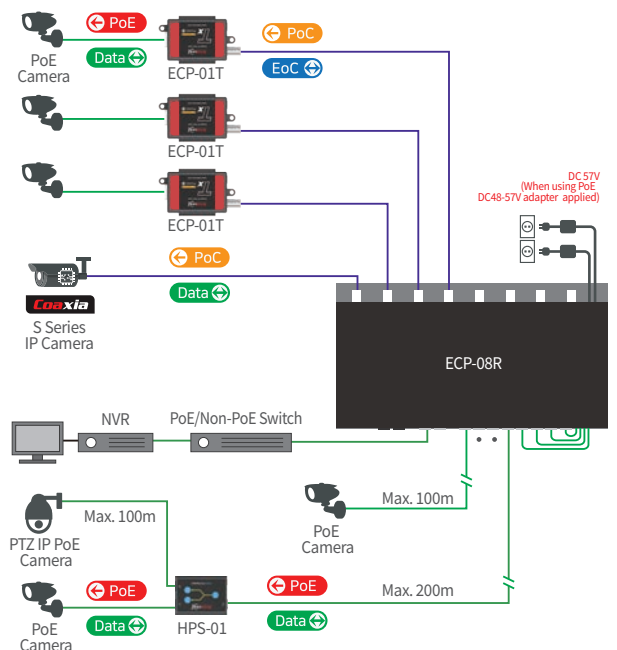 PoE
PoC
Data
EoC
PoE
Camera
ECP-01T
ECP-01T
ECP-01T
DC 57V
(When using PoE
DC48-57V adapter applied)
PoC
Data
Coaxia
S Series
IP Camera
ECP-08R
NVR
PoE/Non-PoE Switch
Max. 100m
Max. 100m
PoE
Camera
PTZ IP PoE
Camera
PoE
PoE
Max. 200m
Data
Data
HPS-01
PoE
Camera